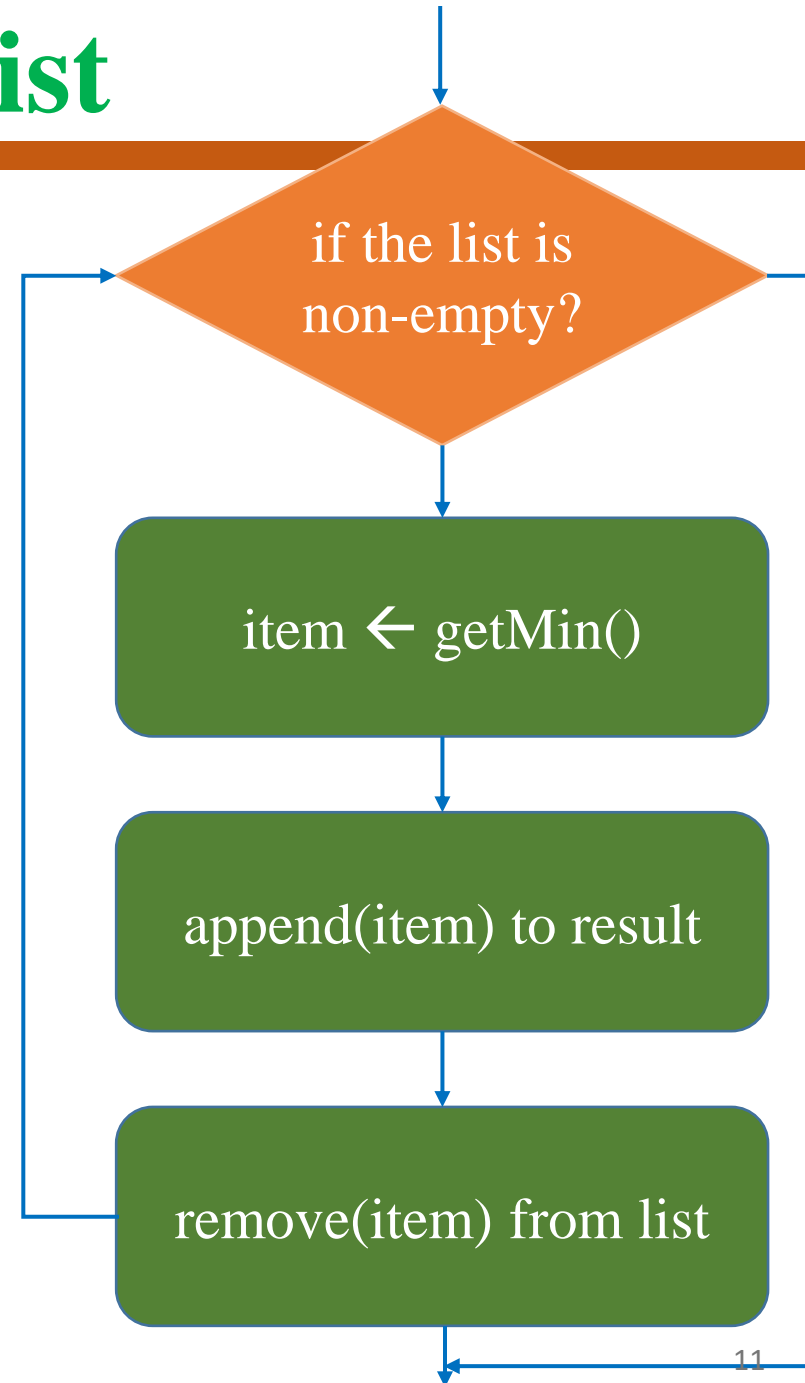 ist
if the list is
non-empty?
item ← getMin()
append(item) to result
remove(item) from list
11